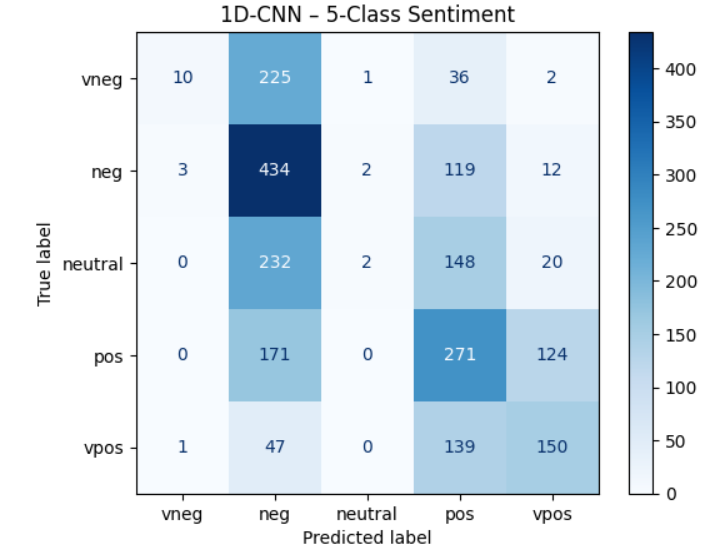 1D-CNN – 5-Class Sentiment
vneg 10 225 1 36 2
neg 3 434 2 119 12
neutral 0 232 2 148 20
pos 0 171 0 271 124
vpos 1 47 0 139 150
vneg neg neutral pos vpos
Predicted label
True label
400
350
300
250
200
150
100
50
0